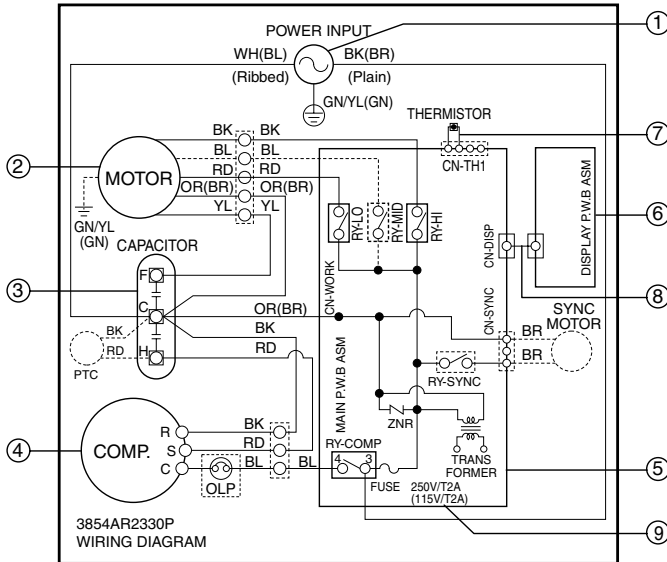 POWER INPUT
WH(BL)
BK(BR)
(Ribbed)
(Plain)
GN/YL(GN)
1
THERMISTOR
7
CN-TH1
2
MOTOR
BK
BK
BL
BL
RD
RD
OR(BR)
OR(BR)
YL
YL
GN/YL
(GN)
RY-LO
RY-MID
RY-HI
CN-DISP
DISPLAY P.W.B ASM
6
8
CAPACITOR
3
F
C
H
CN-WORK
OR(BR)
BK
RD
BK
RD
PTC
CN-SYNC
SYNC
MOTOR
BR
BR
RY-SYNC
MAIN P.W.B ASM
ZNR
TRANS
FORMER
4
COMP.
R
S
C
BK
RD
BL
BL
OLP
RY-COMP
4
3
FUSE
250V/T2A
(115V/T2A)
5
9
3854AR2330P
WIRING DIAGRAM